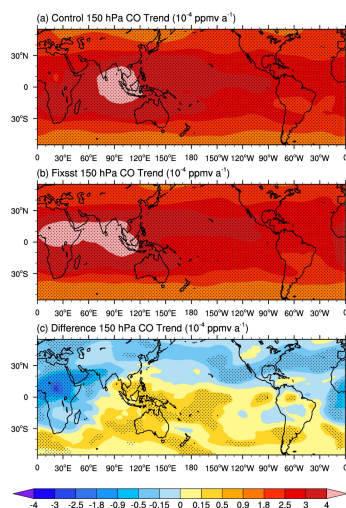 (a) Control 150 hPa CO Trend (10⁻⁴ ppmv a⁻¹)
30°N
0
30°S
0 30°E 60°E 90°E 120°E 150°E 180 150°W 120°W 90°W 60°W 30°W 0
(b) Fixsst 150 hPa CO Trend (10⁻⁴ ppmv a⁻¹)
30°N
0
30°S
0 30°E 60°E 90°E 120°E 150°E 180 150°W 120°W 90°W 60°W 30°W 0
(c) Difference 150 hPa CO Trend (10⁻⁴ ppmv a⁻¹)
30°N
0
30°S
0 30°E 60°E 90°E 120°E 150°E 180 150°W 120°W 90°W 60°W 30°W 0
-4 -3 -2.5 -1.8 -0.9 -0.5 -0.15 0 0.15 0.5 0.9 1.8 2.5 3 4